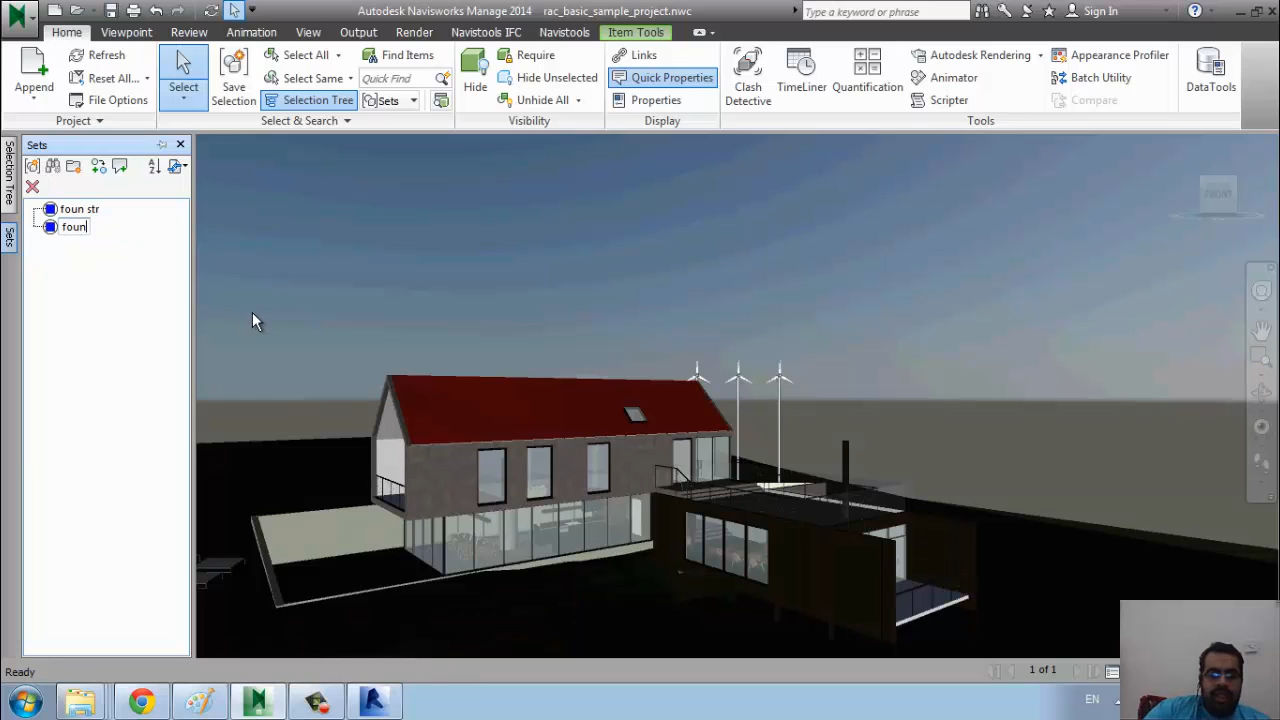 Autodesk Navisworks Manage 2014 rac_basic_sample_project.nwc
Type a keyword or phrase
Sign In
Home Viewpoint Review Animation View Output Render Navistools IFC Navistools Item Tools
Append
Refresh
Reset All...
File Options
Project
Select
Save Selection
Select All
Select Same
Selection Tree
Find Items
Quick Find
Sets
Select & Search
Hide
Require
Hide Unselected
Unhide All
Visibility
Links
Quick Properties
Properties
Display
Clash Detective
TimeLiner
Quantification
Autodesk Rendering
Animator
Scripter
Appearance Profiler
Batch Utility
Compare
DataTools
Tools
Selection Tree
Sets
Sets
foun str
foun
FRONT
Ready
1 of 1
EN